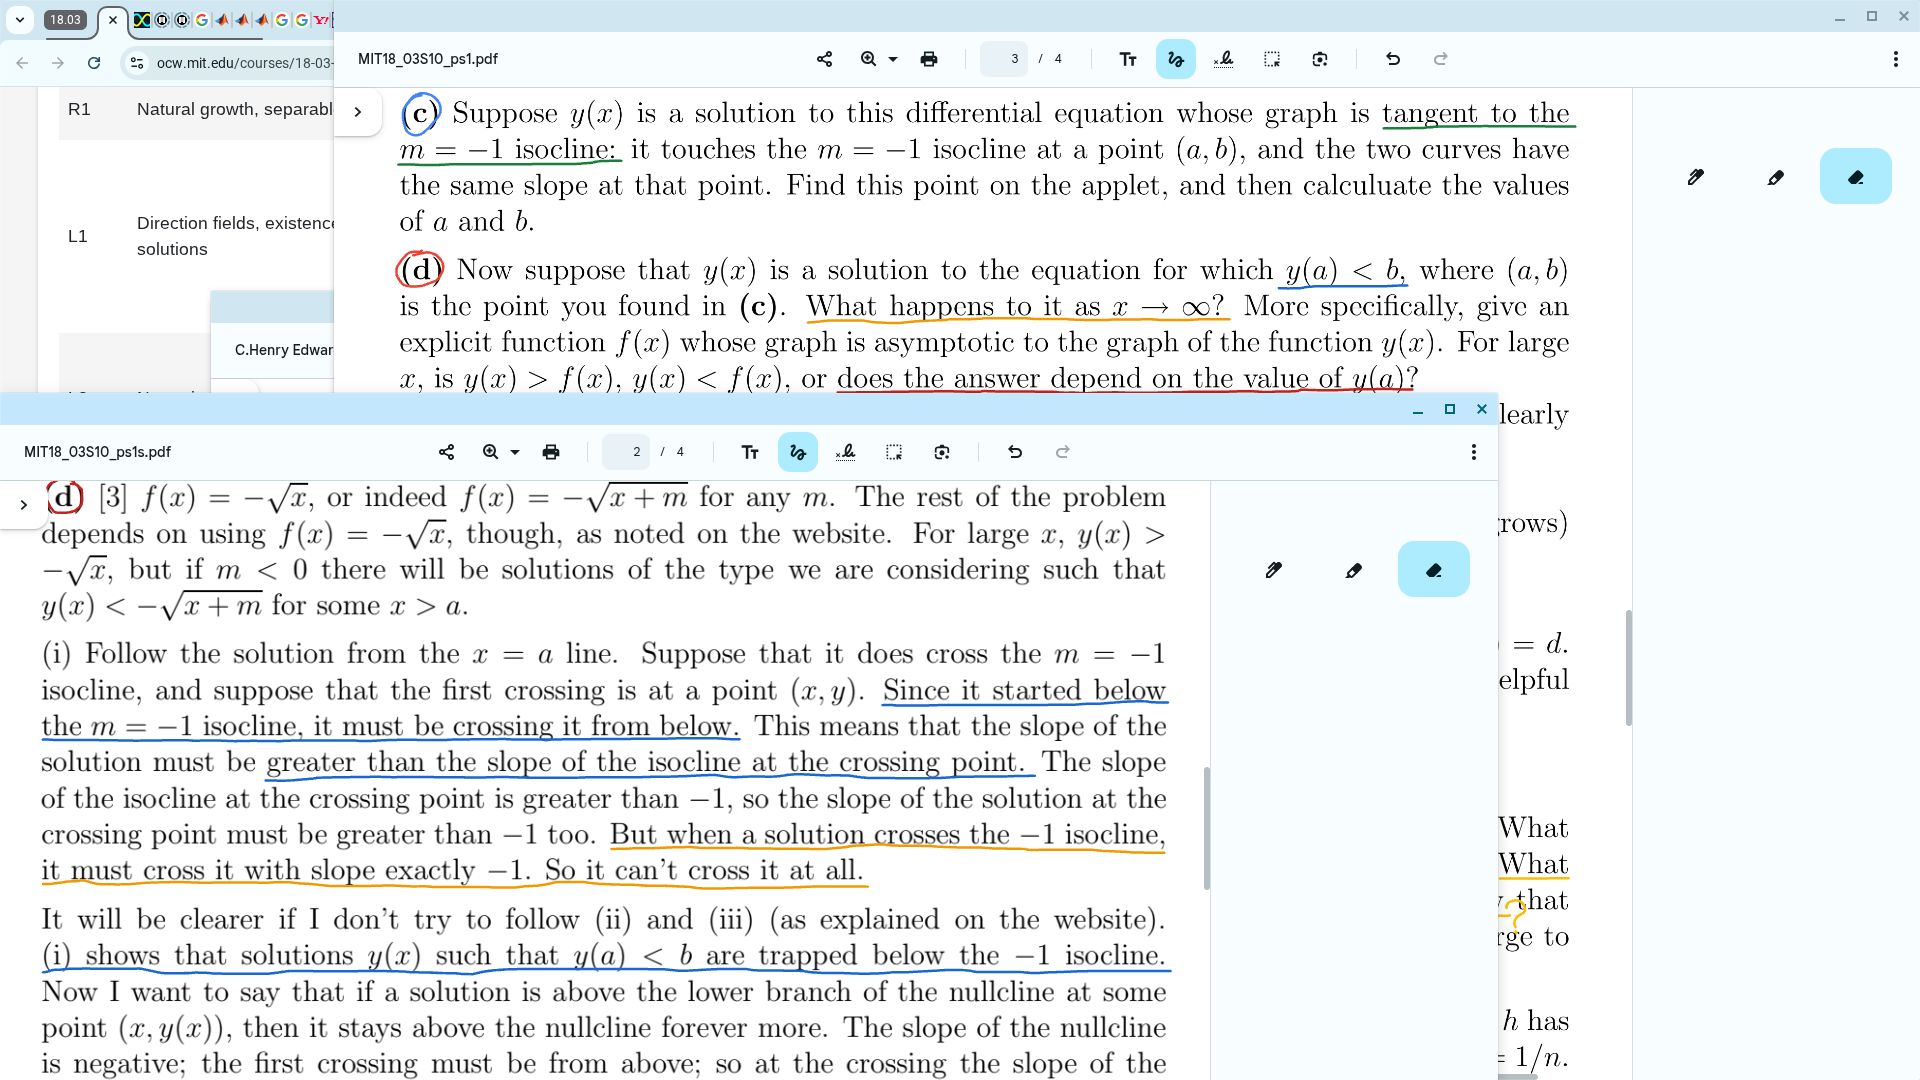 18.03
ocw.mit.edu/courses/18-03-
R1 Natural growth, separabl
L1 Direction fields, existence
solutions
C.Henry Edwar
MIT18_03S10_ps1.pdf
3 / 4
(c) Suppose y(x) is a solution to this differential equation whose graph is tangent to the
m = −1 isocline: it touches the m = −1 isocline at a point (a, b), and the two curves have
the same slope at that point. Find this point on the applet, and then calculate the values
of a and b.
(d) Now suppose that y(x) is a solution to the equation for which y(a) < b, where (a, b)
is the point you found in (c). What happens to it as x → ∞? More specifically, give an
explicit function f(x) whose graph is asymptotic to the graph of the function y(x). For large
x, is y(x) > f(x), y(x) < f(x), or does the answer depend on the value of y(a)?
learly
rows)
= d.
elpful
What
What
that
?
rge to
h has
= 1/n.
MIT18_03S10_ps1s.pdf
2 / 4
(d) [3] f(x) = −√x, or indeed f(x) = −√(x + m) for any m. The rest of the problem
depends on using f(x) = −√x, though, as noted on the website. For large x, y(x) >
−√x, but if m < 0 there will be solutions of the type we are considering such that
y(x) < −√(x + m) for some x > a.
(i) Follow the solution from the x = a line. Suppose that it does cross the m = −1
isocline, and suppose that the first crossing is at a point (x, y). Since it started below
the m = −1 isocline, it must be crossing it from below. This means that the slope of the
solution must be greater than the slope of the isocline at the crossing point. The slope
of the isocline at the crossing point is greater than −1, so the slope of the solution at the
crossing point must be greater than −1 too. But when a solution crosses the −1 isocline,
it must cross it with slope exactly −1. So it can't cross it at all.
It will be clearer if I don't try to follow (ii) and (iii) (as explained on the website).
(i) shows that solutions y(x) such that y(a) < b are trapped below the −1 isocline.
Now I want to say that if a solution is above the lower branch of the nullcline at some
point (x, y(x)), then it stays above the nullcline forever more. The slope of the nullcline
is negative; the first crossing must be from above; so at the crossing the slope of the